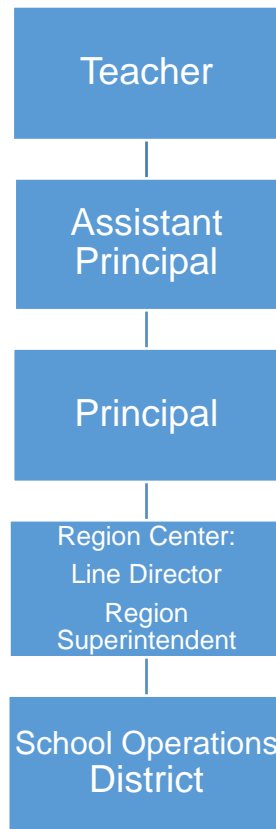 Teacher
Assistant
Principal
Principal
Region Center:
Line Director
Region
Superintendent
School Operations
District